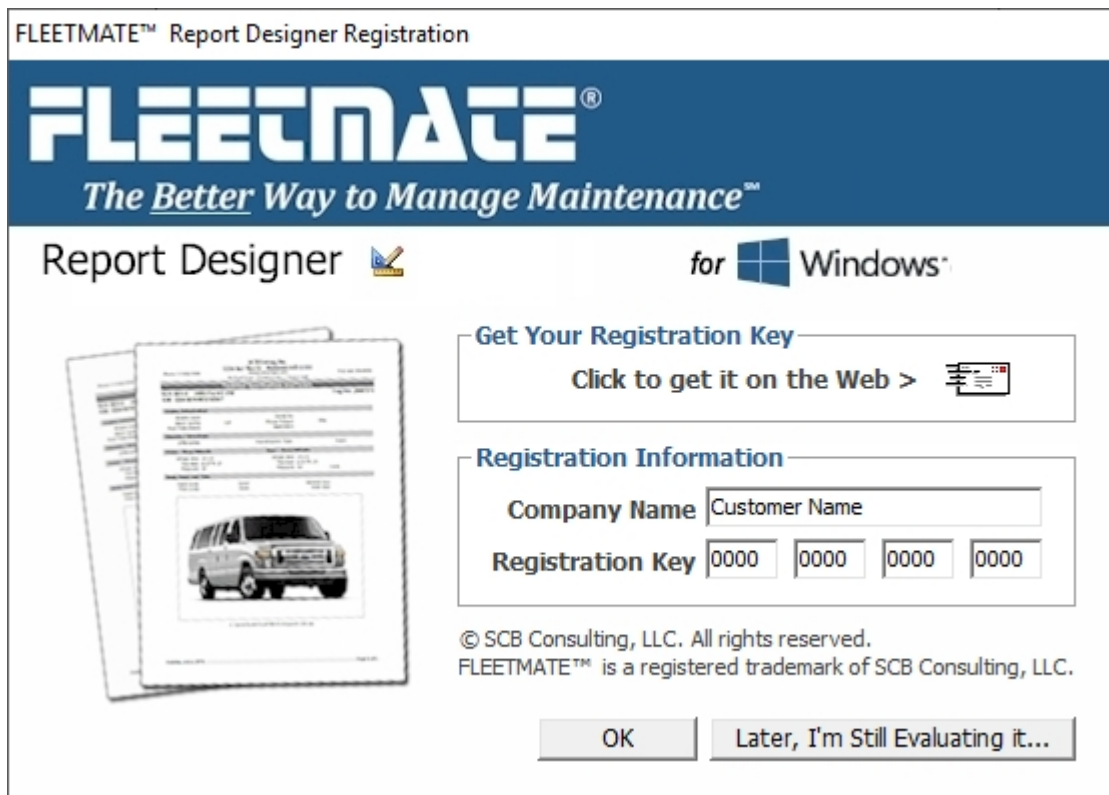 FLEETMATE™ Report Designer Registration
FLEETMATE®
The Better Way to Manage Maintenance℠
Report Designer
for Windows
Get Your Registration Key
Click to get it on the Web >
Registration Information
Company Name Customer Name
Registration Key 0000 0000 0000 0000
© SCB Consulting, LLC. All rights reserved.
FLEETMATE™ is a registered trademark of SCB Consulting, LLC.
OK Later, I'm Still Evaluating it...